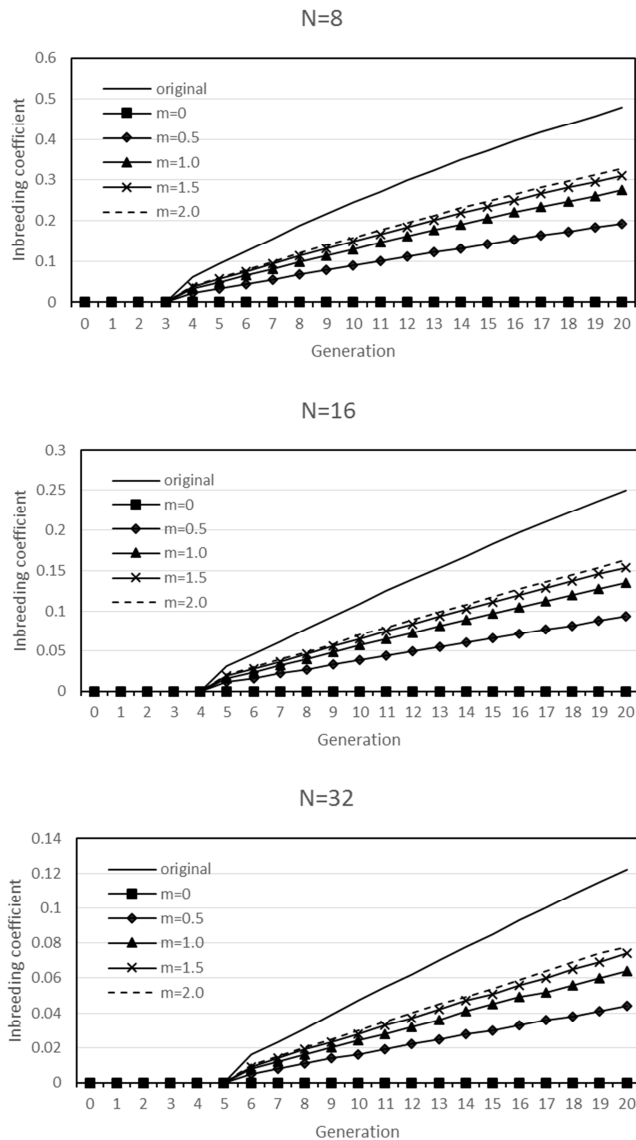 N=8
0.6
0.5
0.4
0.3
0.2
0.1
0
Inbreeding coefficient
original
m=0
m=0.5
m=1.0
m=1.5
m=2.0
0 1 2 3 4 5 6 7 8 9 10 11 12 13 14 15 16 17 18 19 20
Generation
N=16
0.3
0.25
0.2
0.15
0.1
0.05
0
Inbreeding coefficient
original
m=0
m=0.5
m=1.0
m=1.5
m=2.0
0 1 2 3 4 5 6 7 8 9 10 11 12 13 14 15 16 17 18 19 20
Generation
N=32
0.14
0.12
0.1
0.08
0.06
0.04
0.02
0
Inbreeding coefficient
original
m=0
m=0.5
m=1.0
m=1.5
m=2.0
0 1 2 3 4 5 6 7 8 9 10 11 12 13 14 15 16 17 18 19 20
Generation